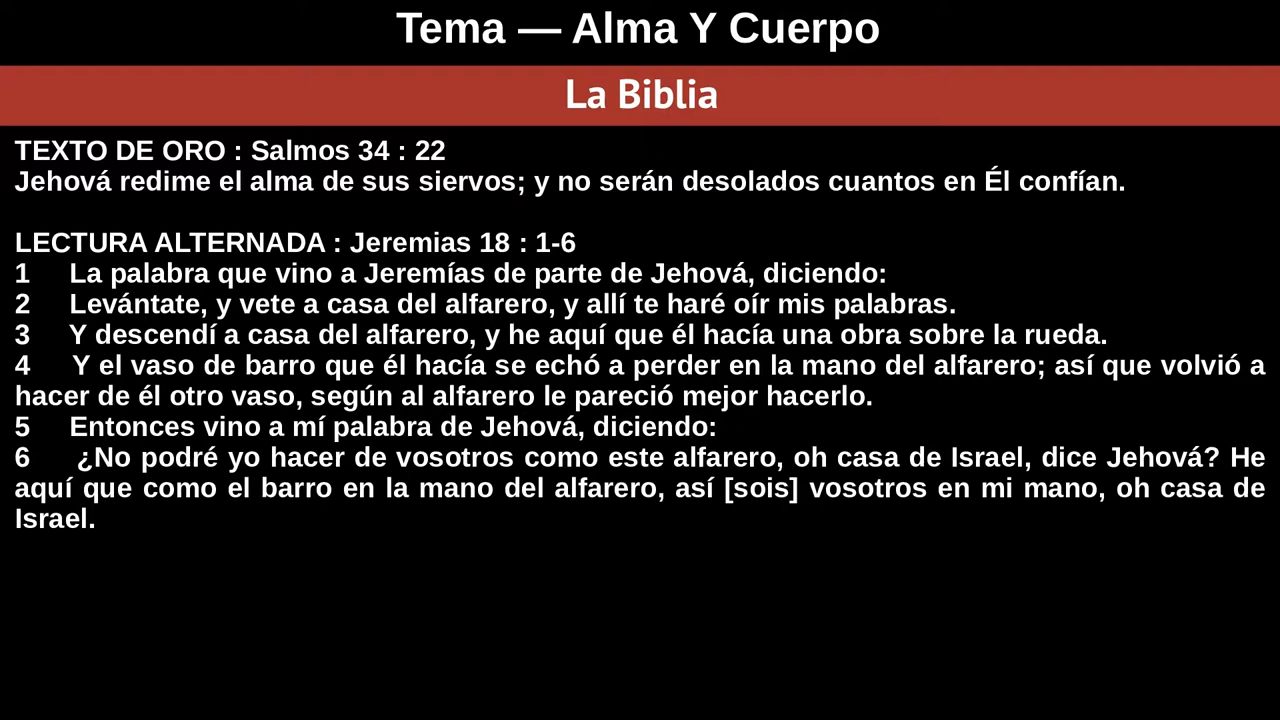 Tema — Alma Y Cuerpo
La Biblia
TEXTO DE ORO : Salmos 34 : 22
Jehová redime el alma de sus siervos; y no serán desolados cuantos en Él confían.
LECTURA ALTERNADA : Jeremias 18 : 1-6
1 La palabra que vino a Jeremías de parte de Jehová, diciendo:
2 Levántate, y vete a casa del alfarero, y allí te haré oír mis palabras.
3 Y descendí a casa del alfarero, y he aquí que él hacía una obra sobre la rueda.
4 Y el vaso de barro que él hacía se echó a perder en la mano del alfarero; así que volvió a
hacer de él otro vaso, según al alfarero le pareció mejor hacerlo.
5 Entonces vino a mí palabra de Jehová, diciendo:
6 ¿No podré yo hacer de vosotros como este alfarero, oh casa de Israel, dice Jehová? He
aquí que como el barro en la mano del alfarero, así [sois] vosotros en mi mano, oh casa de
Israel.